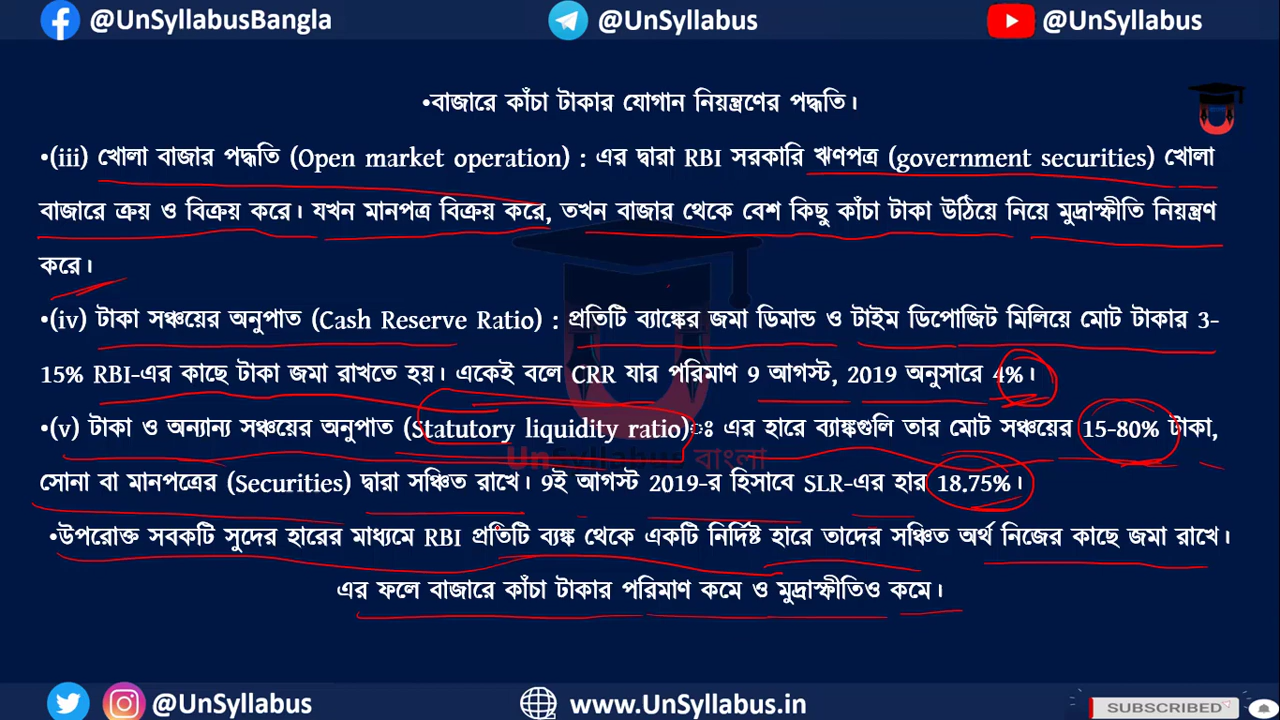 @UnSyllabusBangla
@UnSyllabus
@UnSyllabus
•বাজারে কাঁচা টাকার যোগান নিয়ন্ত্রণের পদ্ধতি।
•(iii) খোলা বাজার পদ্ধতি (Open market operation) : এর দ্বারা RBI সরকারি ঋণপত্র (government securities) খোলা
বাজারে ক্রয় ও বিক্রয় করে। যখন মানপত্র বিক্রয় করে, তখন বাজার থেকে বেশ কিছু কাঁচা টাকা উঠিয়ে নিয়ে মুদ্রাস্ফীতি নিয়ন্ত্রণ
করে।
•(iv) টাকা সঞ্চয়ের অনুপাত (Cash Reserve Ratio) : প্রতিটি ব্যাঙ্কের জমা ডিমান্ড ও টাইম ডিপোজিট মিলিয়ে মোট টাকার 3-
15% RBI-এর কাছে টাকা জমা রাখতে হয়। একেই বলে CRR যার পরিমাণ 9 আগস্ট, 2019 অনুসারে 4%।
•(v) টাকা ও অন্যান্য সঞ্চয়ের অনুপাত (Statutory liquidity ratio)ঃ এর হারে ব্যাঙ্কগুলি তার মোট সঞ্চয়ের 15-80% টাকা,
সোনা বা মানপত্রের (Securities) দ্বারা সঞ্চিত রাখে। 9ই আগস্ট 2019-র হিসাবে SLR-এর হার 18.75%।
•উপরোক্ত সবকটি সুদের হারের মাধ্যমে RBI প্রতিটি ব্যঙ্ক থেকে একটি নির্দিষ্ট হারে তাদের সঞ্চিত অর্থ নিজের কাছে জমা রাখে।
এর ফলে বাজারে কাঁচা টাকার পরিমাণ কমে ও মুদ্রাস্ফীতিও কমে।
UnSyllabus বাংলা
@UnSyllabus
www.UnSyllabus.in
SUBSCRIBED